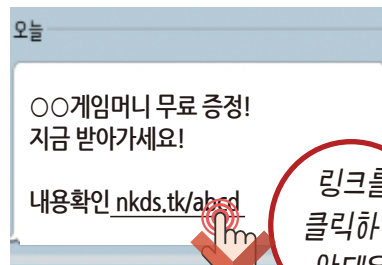 오늘
○○게임머니 무료 증정!
지금 받아가세요!
내용확인 nkds.tk/abcd
링크를
클릭하